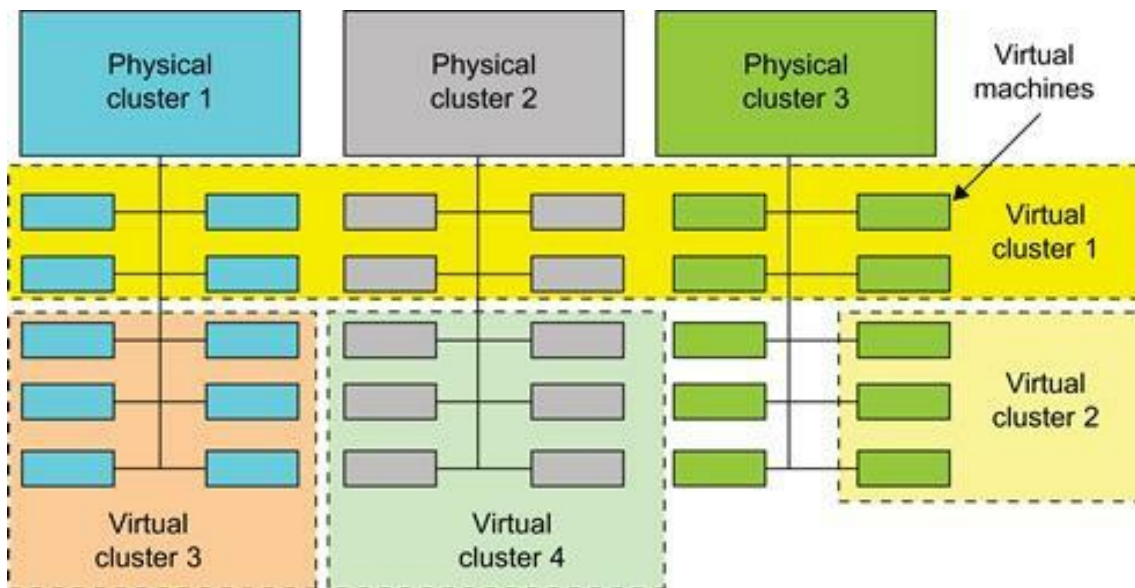 Physical
cluster 1
Physical
cluster 2
Physical
cluster 3
Virtual
machines
Virtual
cluster 1
Virtual
cluster 2
Virtual
cluster 3
Virtual
cluster 4